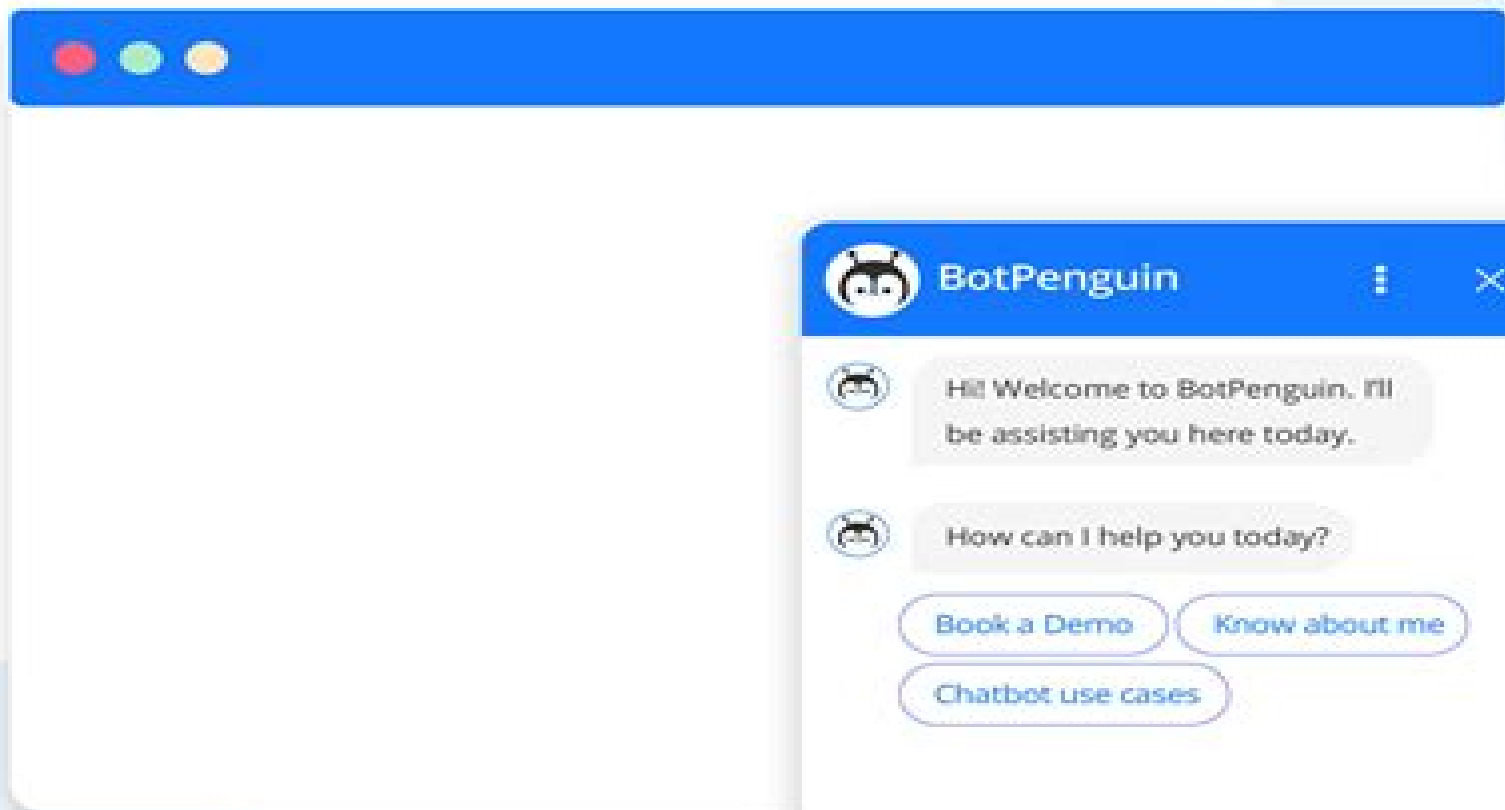 BotPenguin
Hi! Welcome to BotPenguin. I'll
be assisting you here today.
How can I help you today?
Book a Demo
Know about me
Chatbot use cases